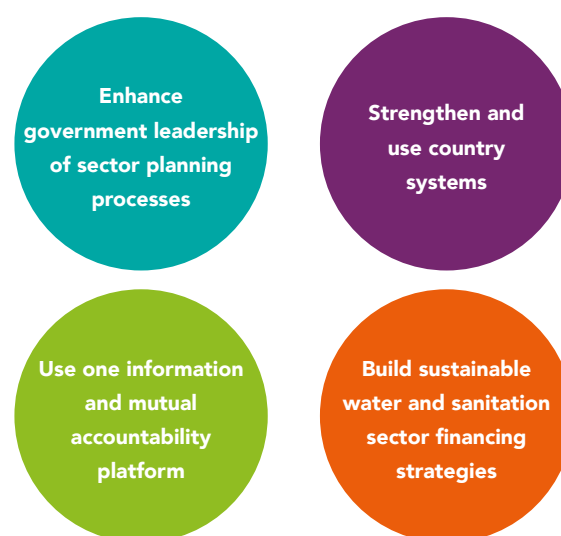 Enhance
government leadership
of sector planning
processes
Strengthen and
use country
systems
Use one information
and mutual
accountability
platform
Build sustainable
water and sanitation
sector financing
strategies